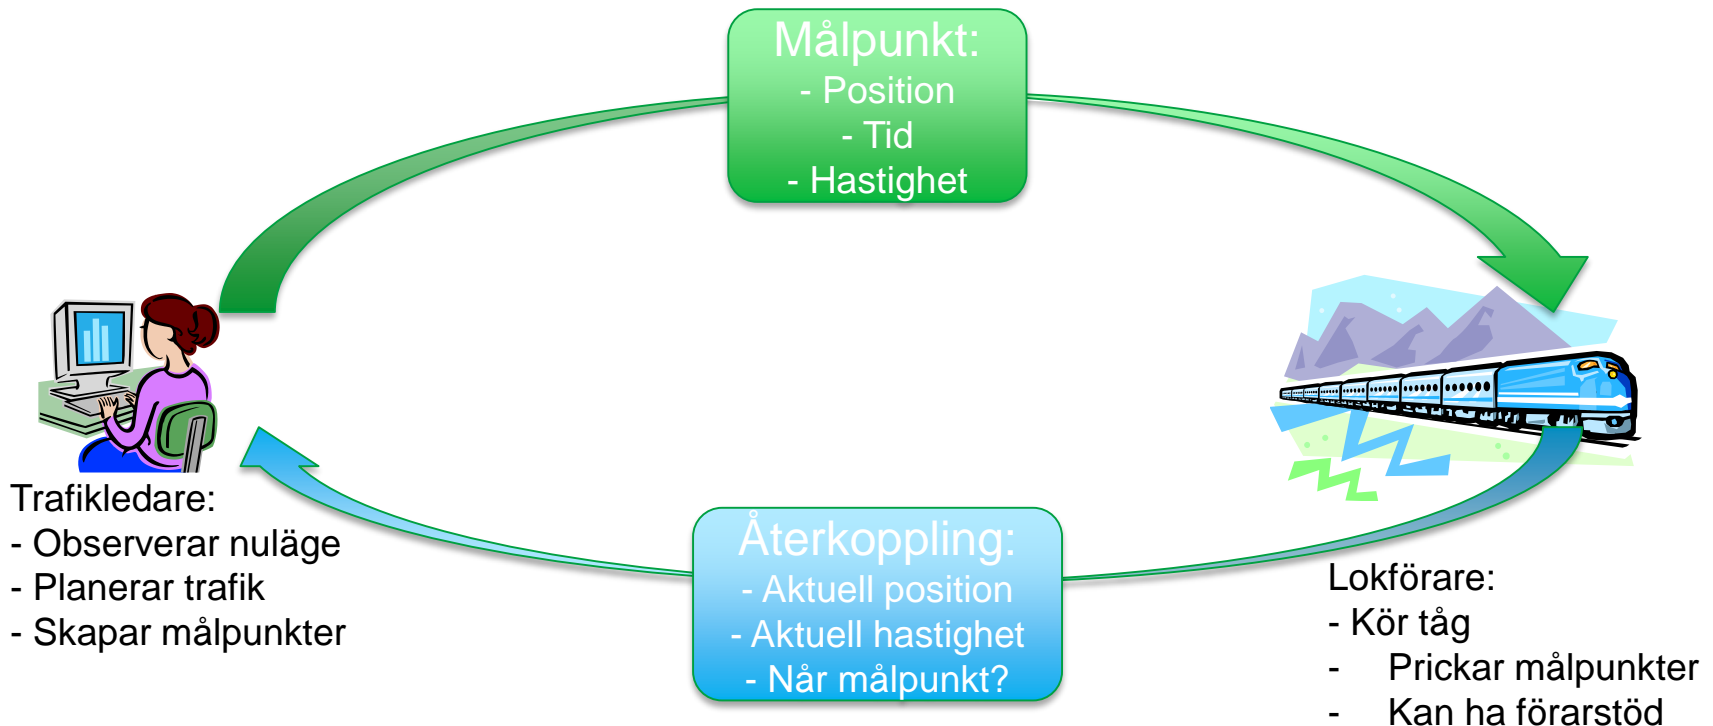 Målpunkt:
- Position
- Tid
- Hastighet
Trafikledare:
- Observerar nuläge
- Planerar trafik
- Skapar målpunkter
Återkoppling:
- Aktuell position
- Aktuell hastighet
- Når målpunkt?
Lokförare:
- Kör tåg
- Prickar målpunkter
- Kan ha förarstöd